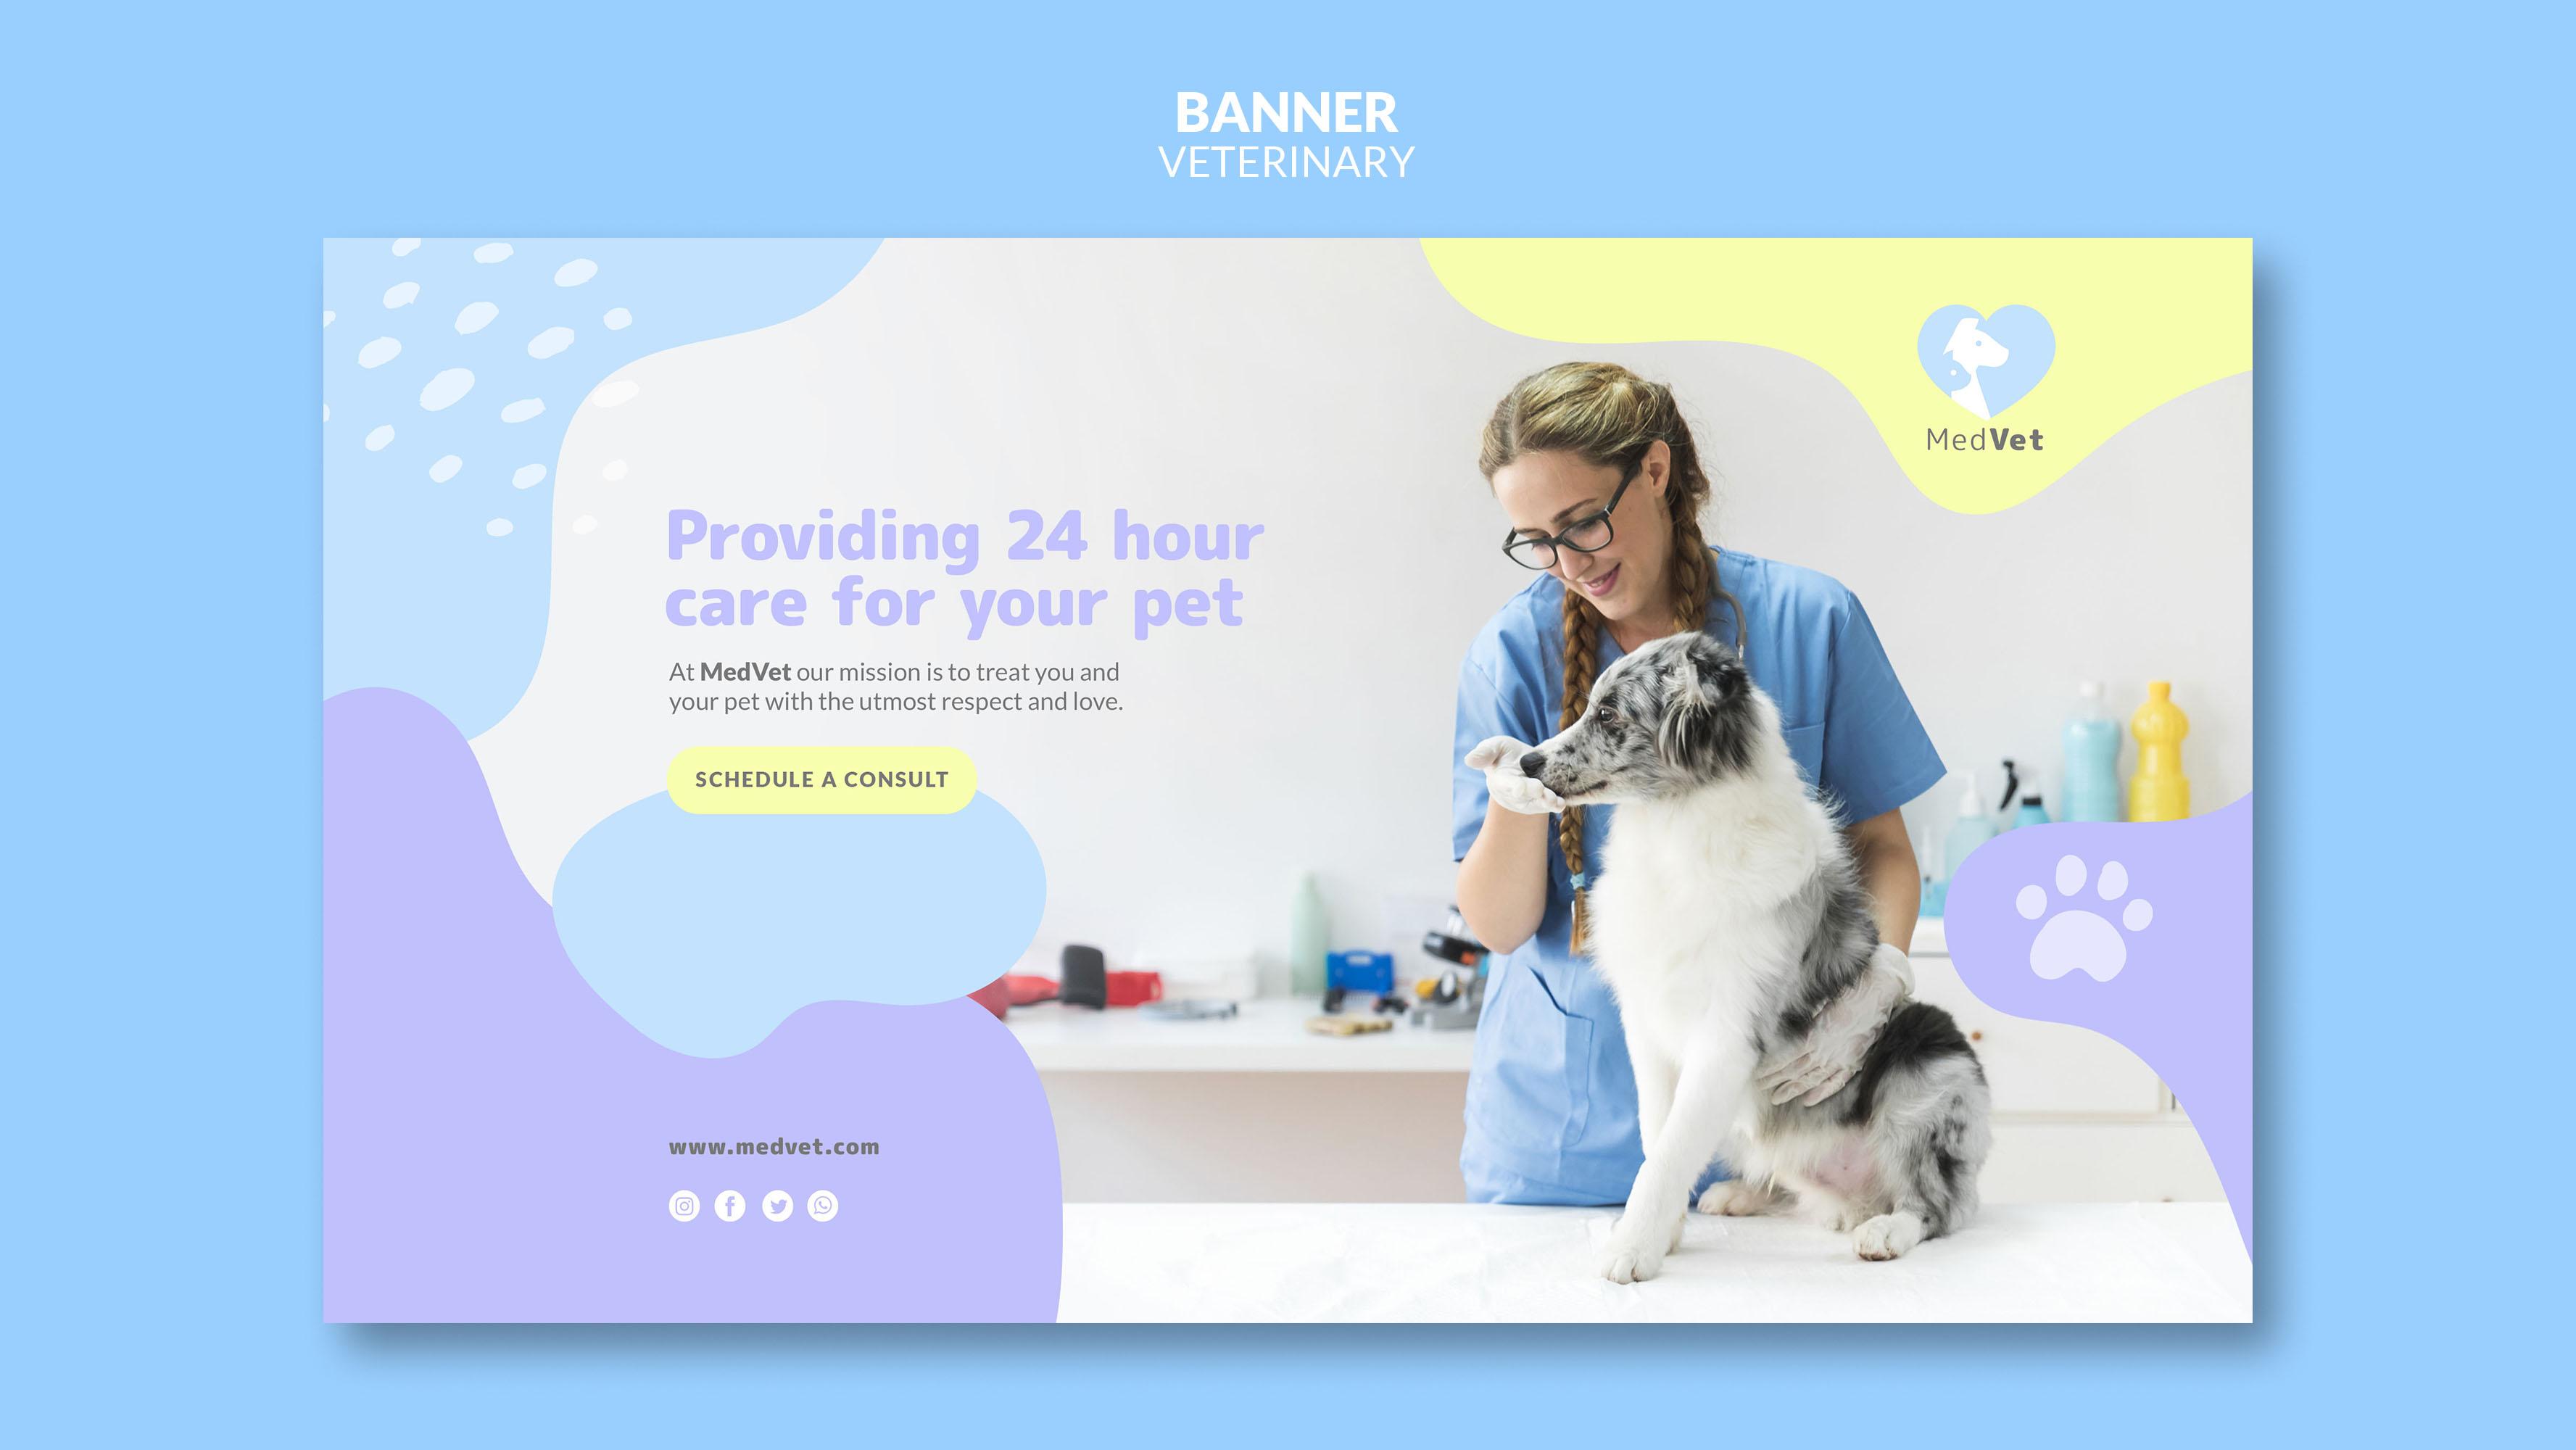 BANNER
VETERINARY
MedVet
Providing 24 hour
care for your pet
At MedVet our mission is to treat you and
your pet with the utmost respect and love.
SCHEDULE A CONSULT
www.medvet.com